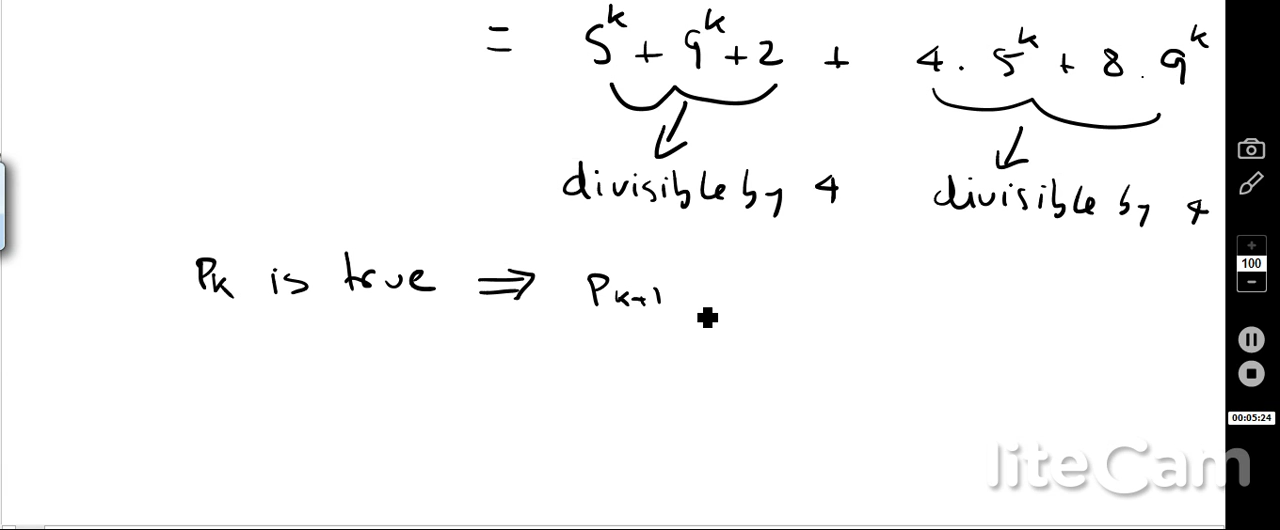 = 5^k + 9^k + 2 + 4 . 5^k + 8 . 9^k
divisible by 4 divisible by 4
P_k is true ⇒ P_{k+1}
100
00:05:24
liteCam